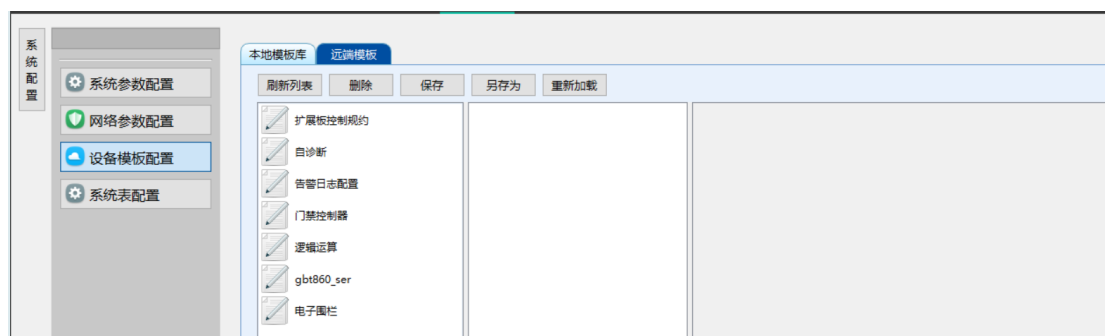 系统配置
系统参数配置
网络参数配置
设备模板配置
系统表配置
本地模板库 远端模板
刷新列表 删除 保存 另存为 重新加载
扩展板控制规约
自诊断
告警日志配置
门禁控制器
逻辑运算
gbt860_ser
电子围栏